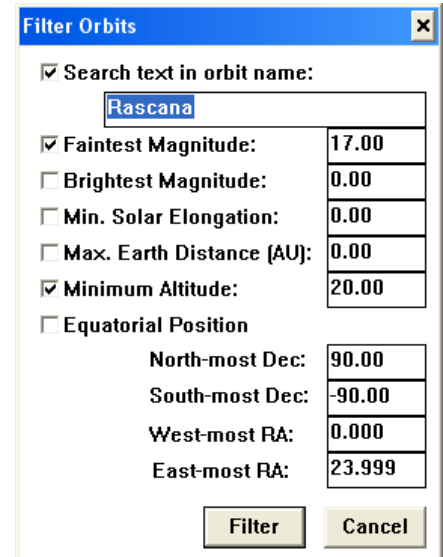 Filter Orbits
Search text in orbit name:
Rascana
Faintest Magnitude: 17.00
Brightest Magnitude: 0.00
Min. Solar Elongation: 0.00
Max. Earth Distance (AU): 0.00
Minimum Altitude: 20.00
Equatorial Position
North-most Dec: 90.00
South-most Dec: -90.00
West-most RA: 0.000
East-most RA: 23.999
Filter Cancel